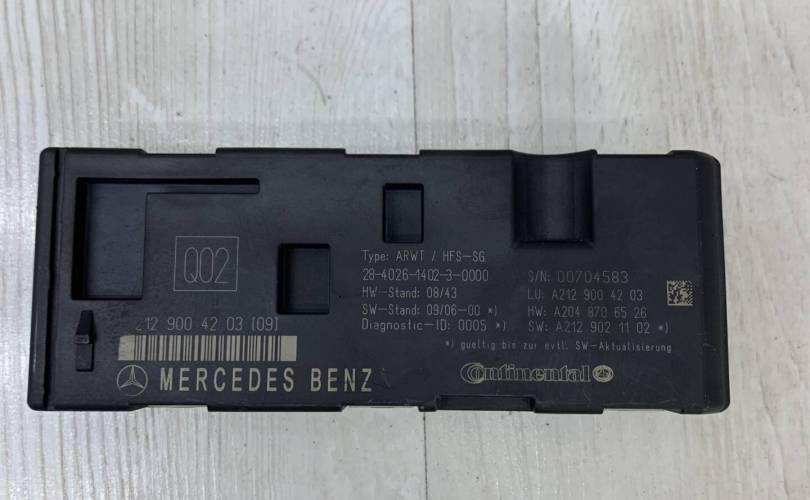 Q02
212 900 42 03 [09]
MERCEDES BENZ
Type: ARWT / HFS-SG
28-4026-1402-3-0000
HW-Stand: 08/43
SW-Stand: 09/06-00 *)
Diagnostic-ID: 0005 *)
S/N: 00704583
LU: A212 900 42 03
HW: A204 870 65 26
SW: A212 902 11 02 *)
*) gueltig bis zur evtl. SW-Aktualisierung
Continental